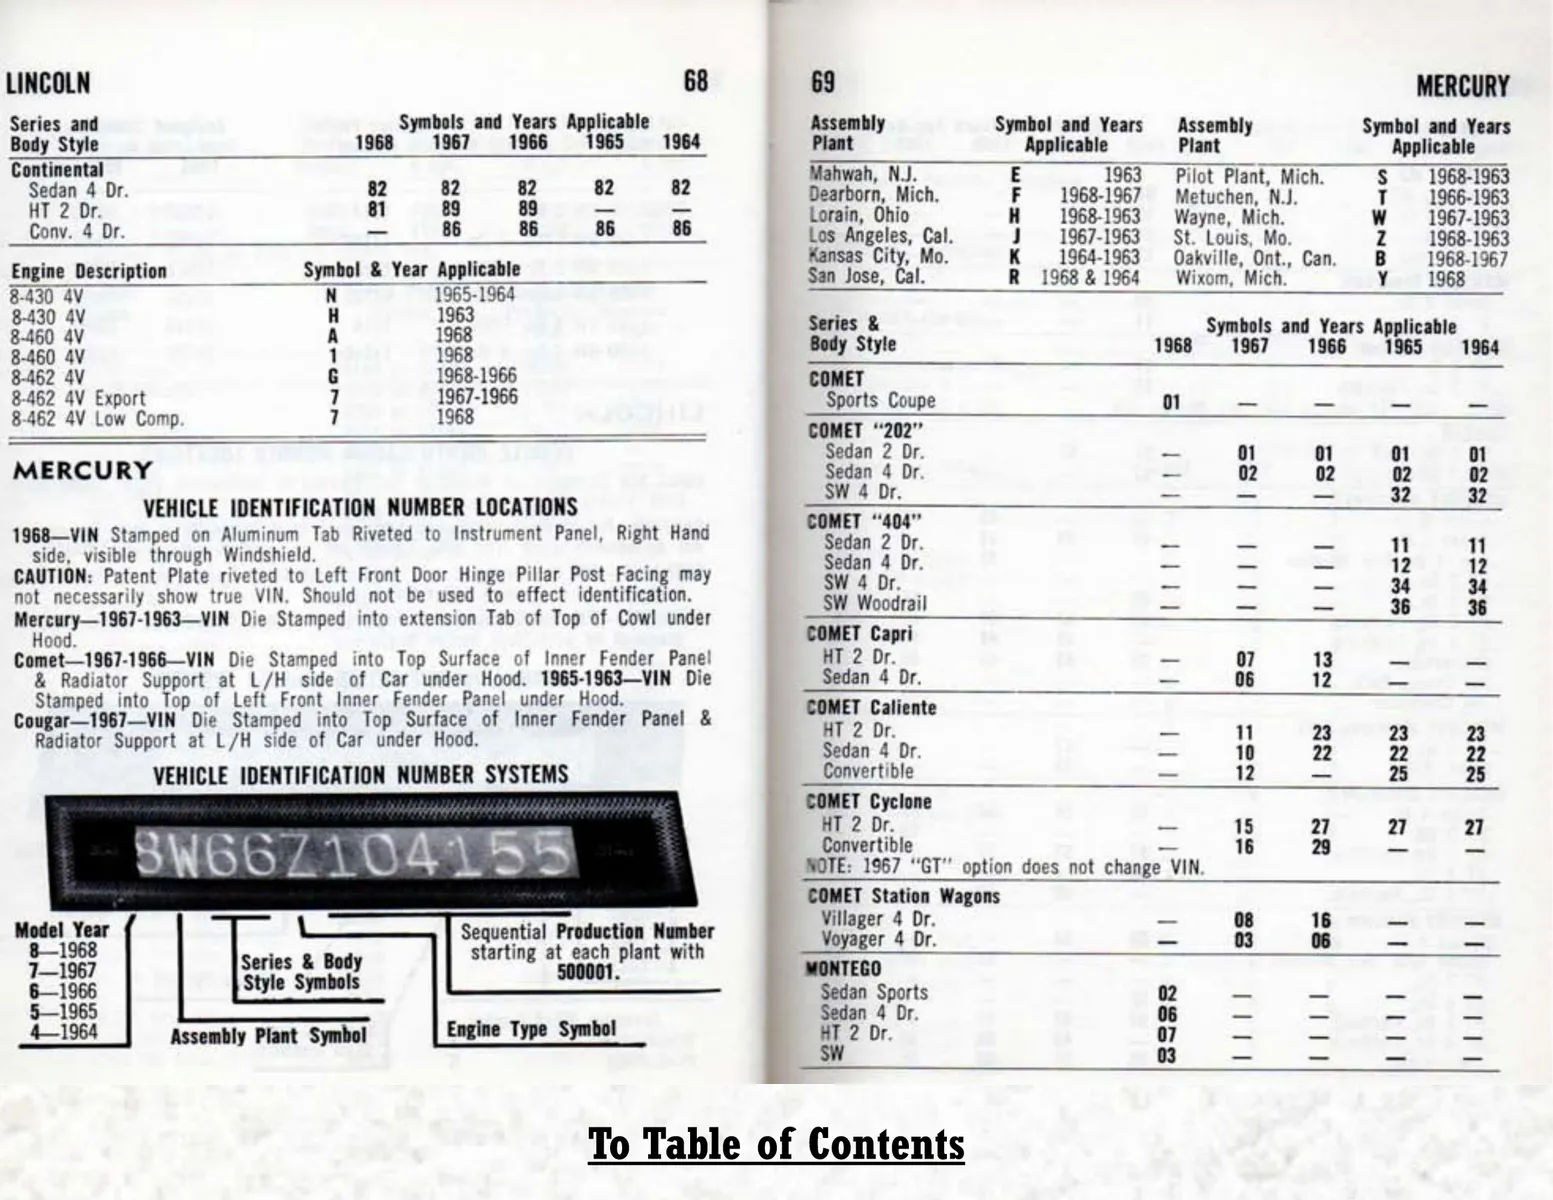 LINCOLN 68
Series and Symbols and Years Applicable
Body Style 1968 1967 1966 1965 1964
Continental
Sedan 4 Dr. 82 82 82 82 82
HT 2 Dr. 81 89 89 — —
Conv. 4 Dr. — 86 86 86 86
Engine Description Symbol & Year Applicable
8-430 4V N 1965-1964
8-430 4V H 1963
8-460 4V A 1968
8-460 4V 1 1968
8-462 4V G 1968-1966
8-462 4V Export 7 1967-1966
8-462 4V Low Comp. 7 1968
MERCURY
VEHICLE IDENTIFICATION NUMBER LOCATIONS
1968—VIN Stamped on Aluminum Tab Riveted to Instrument Panel, Right Hand
side, visible through Windshield.
CAUTION: Patent Plate riveted to Left Front Door Hinge Pillar Post Facing may
not necessarily show true VIN. Should not be used to effect identification.
Mercury—1967-1963—VIN Die Stamped into extension Tab of Top of Cowl under
Hood.
Comet—1967-1966—VIN Die Stamped into Top Surface of Inner Fender Panel
& Radiator Support at L/H side of Car under Hood. 1965-1963—VIN Die
Stamped into Top of Left Front Inner Fender Panel under Hood.
Cougar—1967—VIN Die Stamped into Top Surface of Inner Fender Panel &
Radiator Support at L/H side of Car under Hood.
VEHICLE IDENTIFICATION NUMBER SYSTEMS
8W66Z104155
Model Year
8—1968
7—1967
6—1966
5—1965
4—1964
Series & Body
Style Symbols
Assembly Plant Symbol
Sequential Production Number
starting at each plant with
500001.
Engine Type Symbol
69 MERCURY
Assembly Symbol and Years Assembly Symbol and Years
Plant Applicable Plant Applicable
Mahwah, N.J. E 1963 Pilot Plant, Mich. S 1968-1963
Dearborn, Mich. F 1968-1967 Metuchen, N.J. T 1966-1963
Lorain, Ohio H 1968-1963 Wayne, Mich. W 1967-1963
Los Angeles, Cal. J 1967-1963 St. Louis, Mo. Z 1968-1963
Kansas City, Mo. K 1964-1963 Oakville, Ont., Can. B 1968-1967
San Jose, Cal. R 1968 & 1964 Wixom, Mich. Y 1968
Series & Symbols and Years Applicable
Body Style 1968 1967 1966 1965 1964
COMET
Sports Coupe 01 — — — —
COMET "202"
Sedan 2 Dr. — 01 01 01 01
Sedan 4 Dr. — 02 02 02 02
SW 4 Dr. — — — 32 32
COMET "404"
Sedan 2 Dr. — — — 11 11
Sedan 4 Dr. — — — 12 12
SW 4 Dr. — — — 34 34
SW Woodrail — — — 36 36
COMET Capri
HT 2 Dr. — 07 13 — —
Sedan 4 Dr. — 06 12 — —
COMET Caliente
HT 2 Dr. — 11 23 23 23
Sedan 4 Dr. — 10 22 22 22
Convertible — 12 — 25 25
COMET Cyclone
HT 2 Dr. — 15 27 27 27
Convertible — 16 29 — —
NOTE: 1967 "GT" option does not change VIN.
COMET Station Wagons
Villager 4 Dr. — 08 16 — —
Voyager 4 Dr. — 03 06 — —
MONTEGO
Sedan Sports 02 — — — —
Sedan 4 Dr. 06 — — — —
HT 2 Dr. 07 — — — —
SW 03 — — — —
To Table of Contents